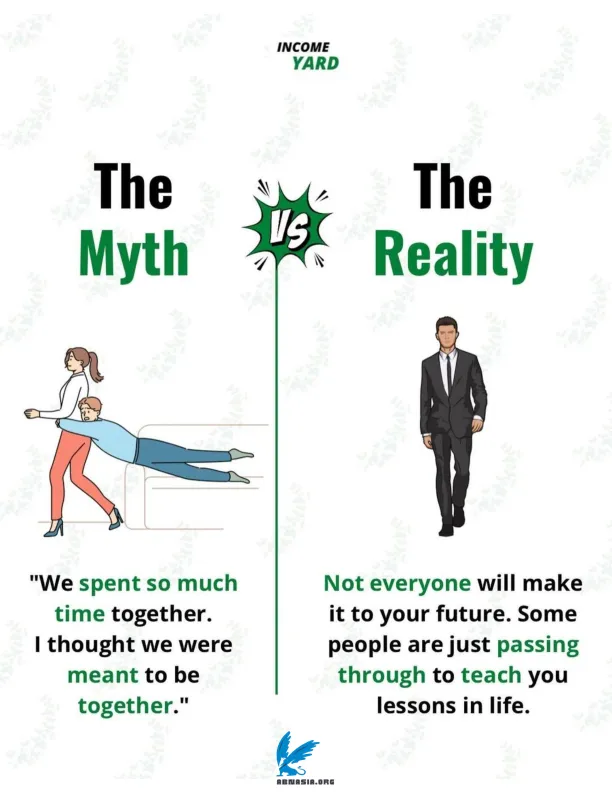 INCOME
YARD
The
Myth
VS
The
Reality
"We spent so much
time together.
I thought we were
meant to be
together."
Not everyone will make
it to your future. Some
people are just passing
through to teach you
lessons in life.
ABNASIA.ORG